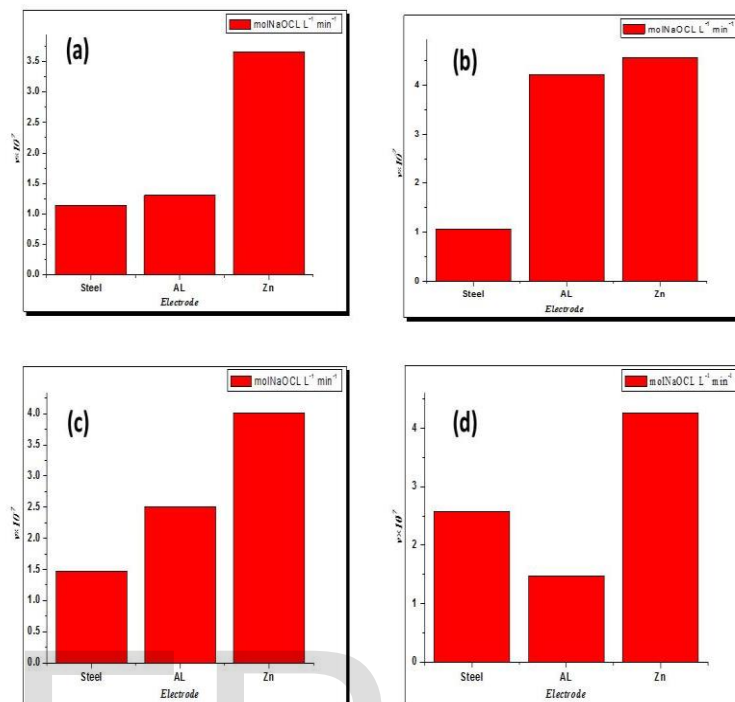 (a)
molNaOCL L⁻¹ min⁻¹
v×10⁷
3.5
3.0
2.5
2.0
1.5
1.0
0.5
0.0
Steel AL Zn
Electrode
(b)
molNaOCL L⁻¹ min⁻¹
v×10⁷
4
3
2
1
0
Steel AL Zn
Electrode
(c)
molNaOCL L⁻¹ min⁻¹
v×10⁷
4.0
3.5
3.0
2.5
2.0
1.5
1.0
0.5
0.0
Steel AL Zn
Electrode
(d)
molNaOCL L⁻¹ min⁻¹
v×10⁷
4
3
2
1
0
Steel AL Zn
Electrode